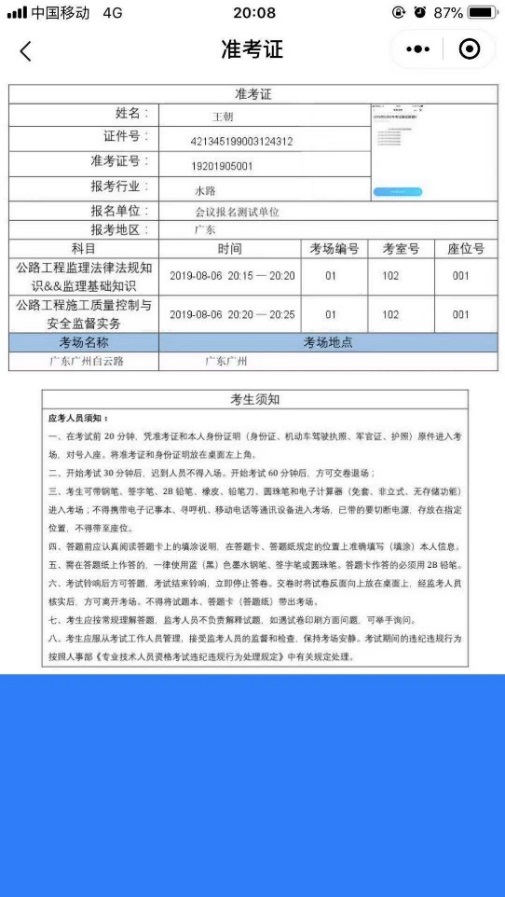 中国移动 4G 20:08 87%
准考证
准考证
姓名： 王朝
证件号： 421345199003124312
准考证号： 19201905001
报考行业： 水路
报名单位： 会议报名测试单位
报考地区： 广东
科目 时间 考场编号 考室号 座位号
公路工程监理法律法规知
识&&监理基础知识
2019-08-06 20:15 — 20:20 01 102 001
公路工程施工质量控制与
安全监督实务
2019-08-06 20:20 — 20:25 01 102 001
考场名称 考场地点
广东广州白云路 广东广州
考生须知
应考人员须知：
一、在考试前 20 分钟，凭准考证和本人身份证明（身份证、机动车驾驶执照、军官证、护照）原件进入考
场，对号入座。将准考证和身份证明放在桌面左上角。
二、开始考试 30 分钟后，迟到人员不得入场。开始考试 60 分钟后，方可交卷退场；
三、考生可带钢笔、签字笔、2B 铅笔、橡皮、铅笔刀、圆珠笔和电子计算器（免套、非立式、无存储功能）
进入考场；不得携带电子记事本、寻呼机、移动电话等通讯设备进入考场，已带的要切断电源，存放在指定
位置，不得带至座位。
四、答题前应认真阅读答题卡上的填涂说明，在答题卡、答题纸规定的位置上准确填写（填涂）本人信息。
五、需在答题纸上作答的，一律使用蓝（黑）色墨水钢笔、签字笔或圆珠笔。答题卡作答的必须用 2B 铅笔。
六、考试铃响后方可答题，考试结束铃响，立即停止答卷。交卷时将试卷反面向上放在桌面上，经监考人员
核实后，方可离开考场。不得将试题本、答题卡（答题纸）带出考场。
七、考生应按常规理解答题，监考人员不负责解释试题，如遇试卷印刷方面问题，可举手询问。
八、考生应服从考试工作人员管理，接受监考人员的监督和检查，保持考场安静。考试期间的违纪违规行为
按照人事部《专业技术人员资格考试违纪违规行为处理规定》中有关规定处理。